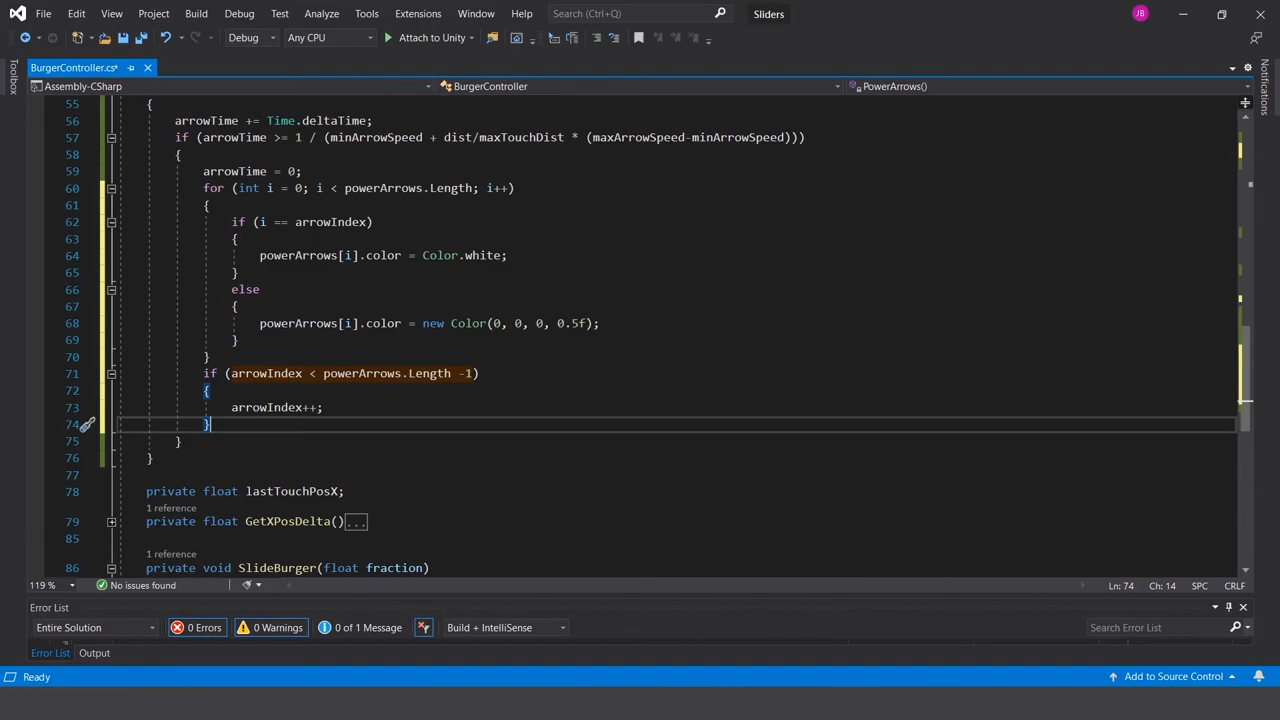 File Edit View Project Build Debug Test Analyze Tools Extensions Window Help Search (Ctrl+Q) Sliders JB
Debug Any CPU Attach to Unity
BurgerController.cs*
Toolbox
Notifications
Assembly-CSharp BurgerController PowerArrows()
55 {
56 arrowTime += Time.deltaTime;
57 if (arrowTime >= 1 / (minArrowSpeed + dist/maxTouchDist * (maxArrowSpeed-minArrowSpeed)))
58 {
59 arrowTime = 0;
60 for (int i = 0; i < powerArrows.Length; i++)
61 {
62 if (i == arrowIndex)
63 {
64 powerArrows[i].color = Color.white;
65 }
66 else
67 {
68 powerArrows[i].color = new Color(0, 0, 0, 0.5f);
69 }
70 }
71 if (arrowIndex < powerArrows.Length -1)
72 {
73 arrowIndex++;
74 }
75 }
76 }
77
78 private float lastTouchPosX;
1 reference
79 private float GetXPosDelta()...
85
1 reference
86 private void SlideBurger(float fraction)
119 % No issues found Ln: 74 Ch: 14 SPC CRLF
Error List
Entire Solution 0 Errors 0 Warnings 0 of 1 Message Build + IntelliSense Search Error List
Error List Output
Ready Add to Source Control